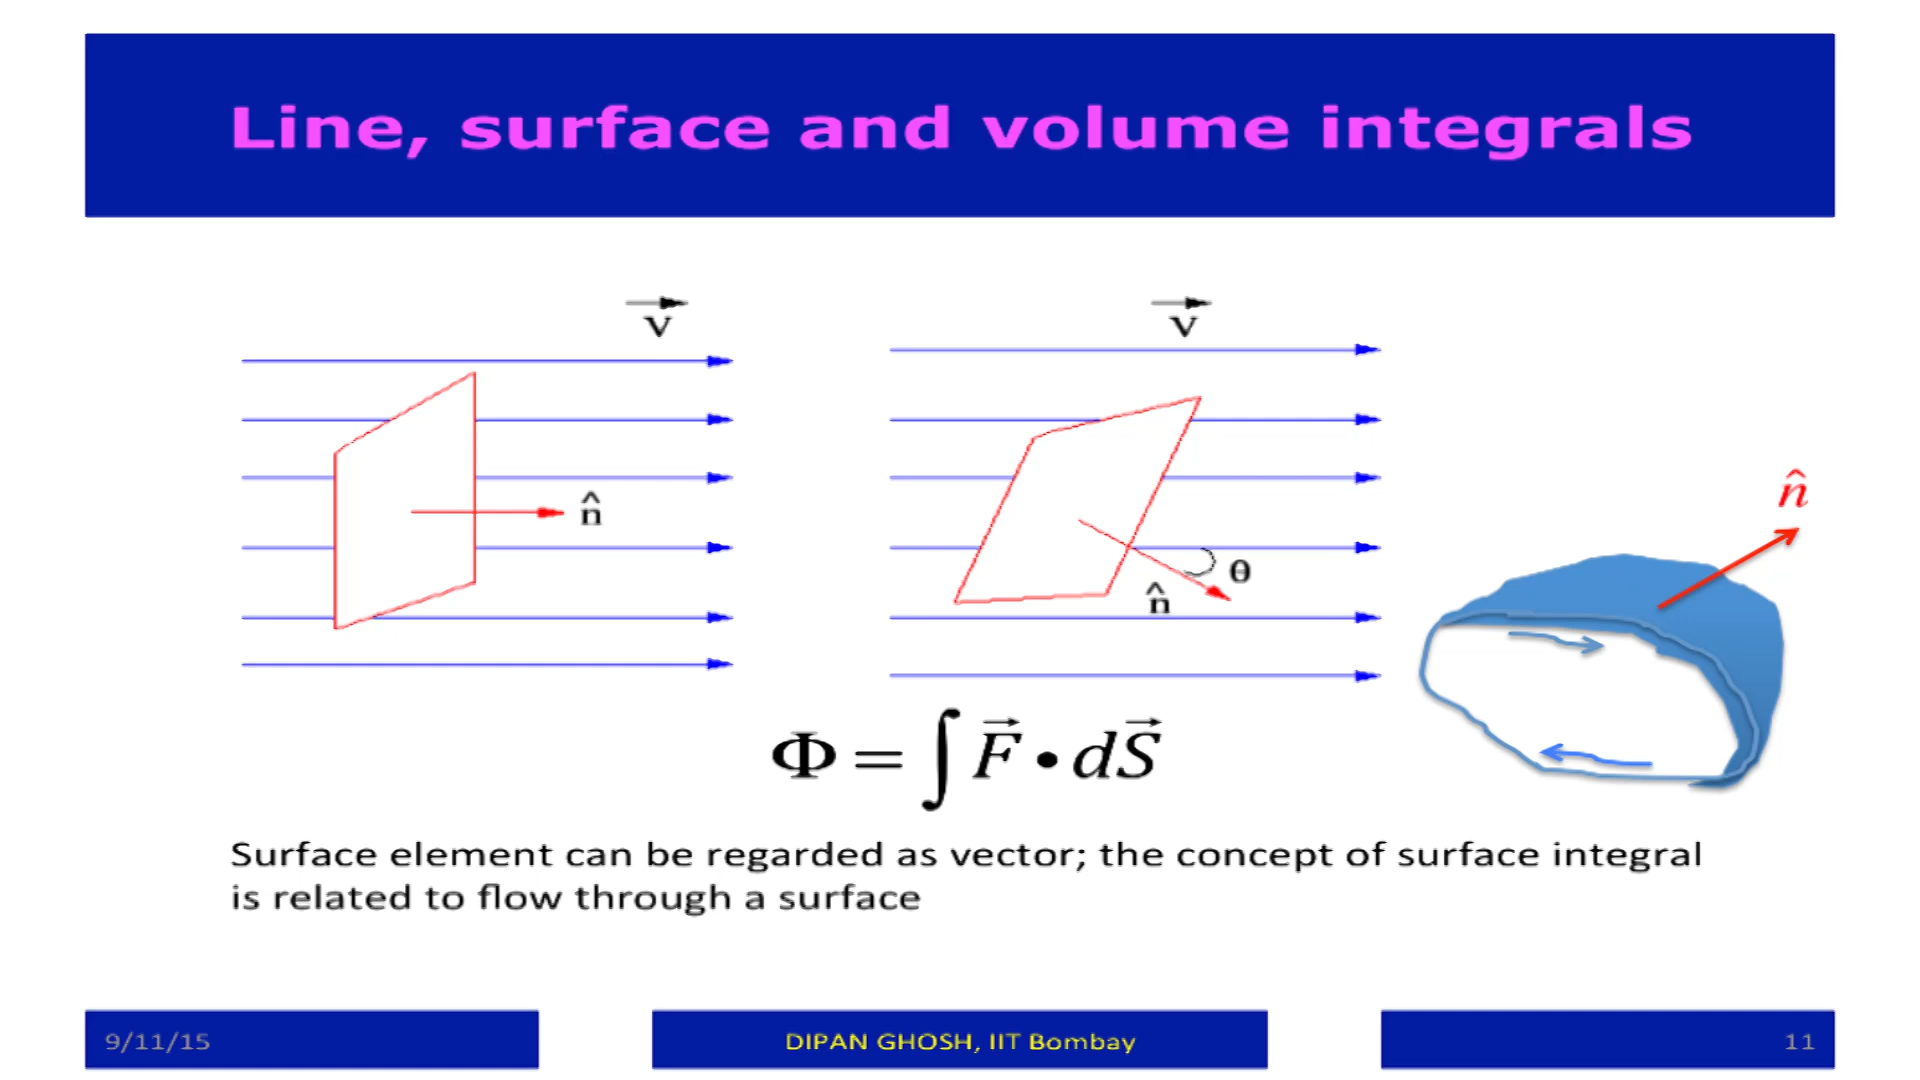 Line, surface and volume integrals
v⃗
v⃗
n̂
θ
n̂
n̂
Φ = ∫ F⃗ • dS⃗
Surface element can be regarded as vector; the concept of surface integral
is related to flow through a surface
9/11/15
DIPAN GHOSH, IIT Bombay
11